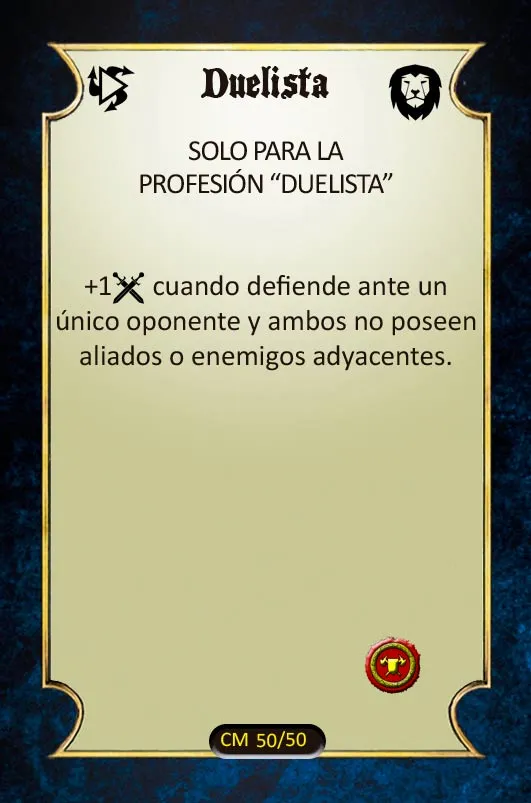 Duelista
SOLO PARA LA
PROFESIÓN “DUELISTA”
+1 cuando defiende ante un
único oponente y ambos no poseen
aliados o enemigos adyacentes.
CM 50/50